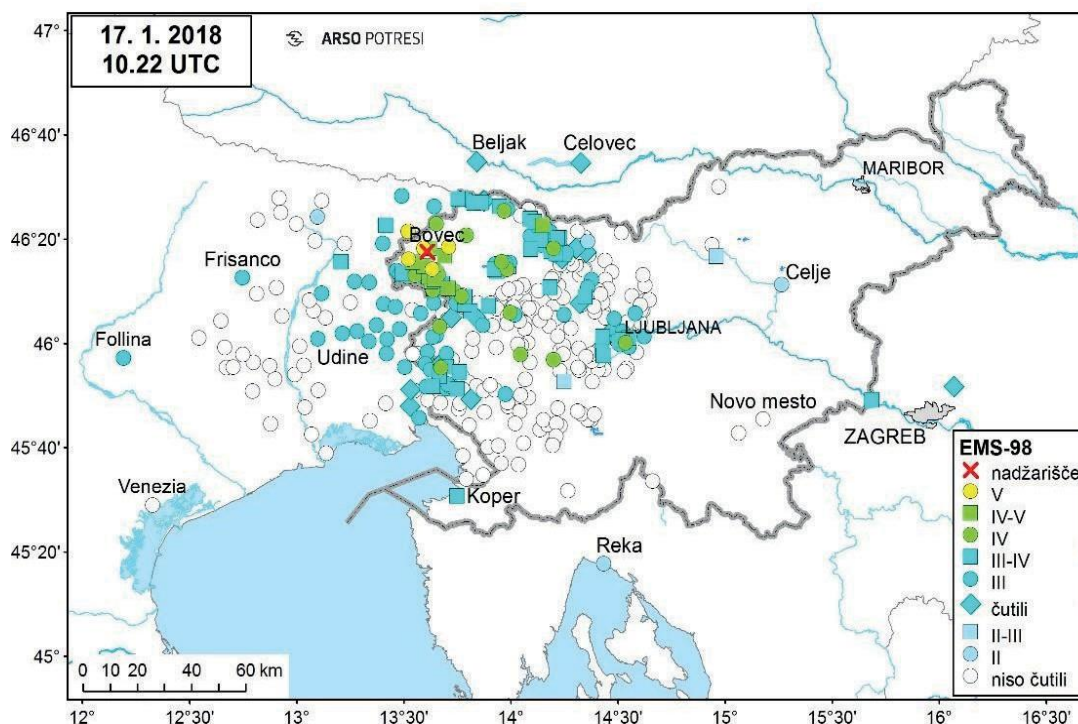 17. 1. 2018
10.22 UTC
ARSO POTRESI
47°
46°40'
46°20'
46°
45°40'
45°20'
45°
Beljak
Celovec
MARIBOR
Bovec
Frisanco
Celje
Follina
Udine
LJUBLJANA
Novo mesto
ZAGREB
Venezia
Koper
Reka
EMS-98
nadžarišče
V
IV-V
IV
III-IV
III
čutili
II-III
II
niso čutili
0 10 20 40 60 km
12° 12°30' 13° 13°30' 14° 14°30' 15° 15°30' 16° 16°30'